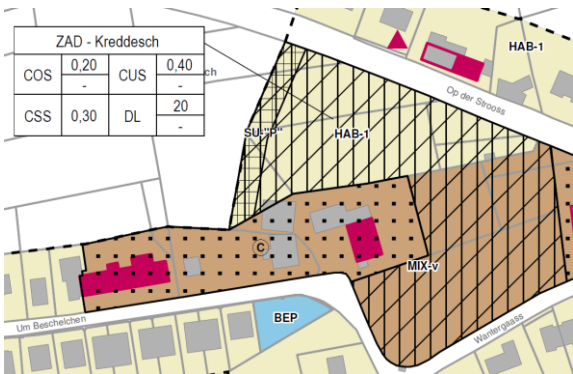 ZAD - Kreddesch
COS 0,20 CUS 0,40
- -
CSS 0,30 DL 20
-
ch
HAB-1
Op der Strooss
SU-"P"
HAB-1
C
MIX-v
Um Beschelchen
BEP
Wantergaass